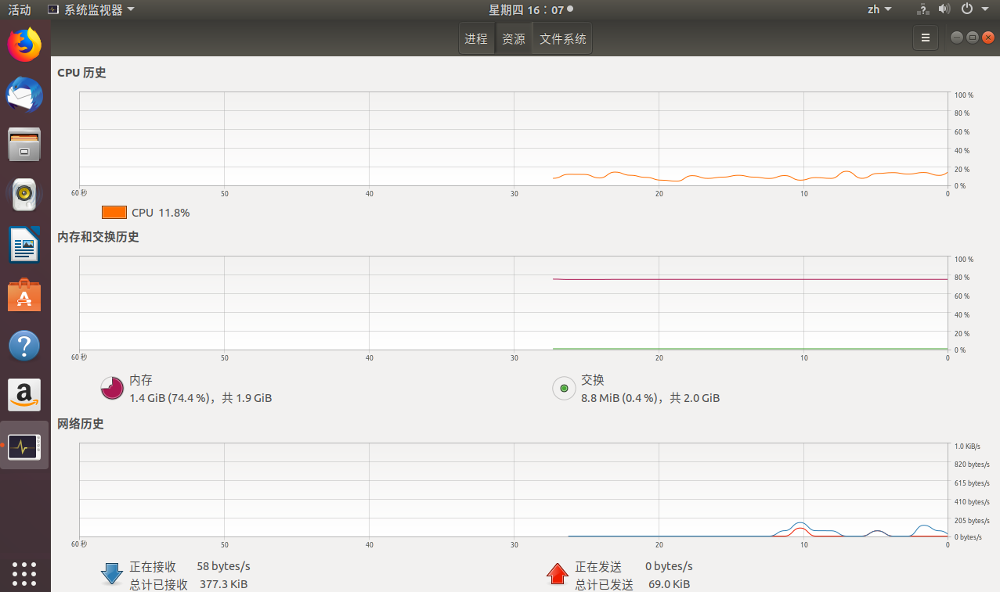 活动 系统监视器 星期四 16：07 zh
进程 资源 文件系统
CPU 历史
100 %
80 %
60 %
40 %
20 %
0 %
60 秒 50 40 30 20 10 0
CPU 11.8%
内存和交换历史
100 %
80 %
60 %
40 %
20 %
0 %
60 秒 50 40 30 20 10 0
内存 交换
1.4 GiB (74.4 %)，共 1.9 GiB 8.8 MiB (0.4 %)，共 2.0 GiB
网络历史
1.0 KiB/s
820 bytes/s
615 bytes/s
410 bytes/s
205 bytes/s
0 bytes/s
60 秒 50 40 30 20 10 0
正在接收 58 bytes/s 正在发送 0 bytes/s
总计已接收 377.3 KiB 总计已发送 69.0 KiB